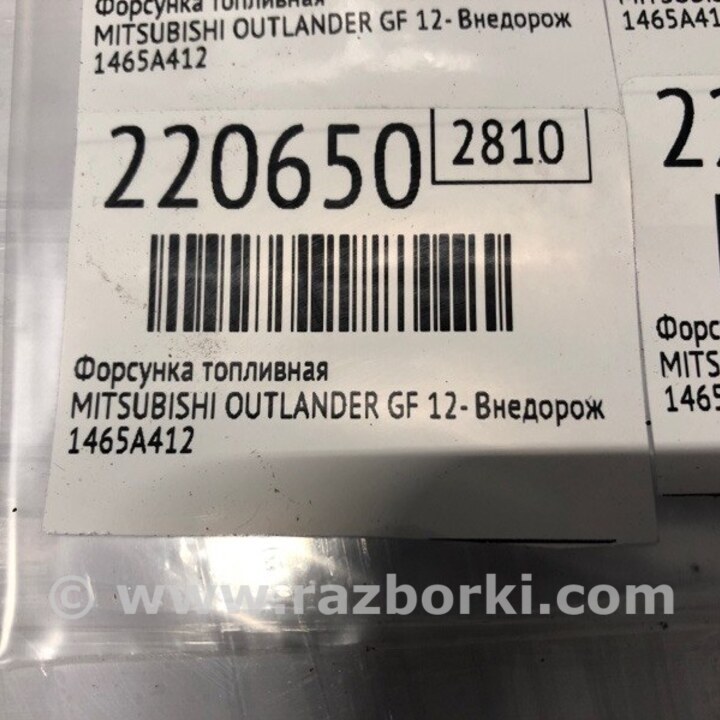 Форсунка топливная
MITSUBISHI OUTLANDER GF 12- Внедорож
1465A412
220650
2810
Форсунка топливная
MITSUBISHI OUTLANDER GF 12- Внедорож
1465A412
© www.razborki.com